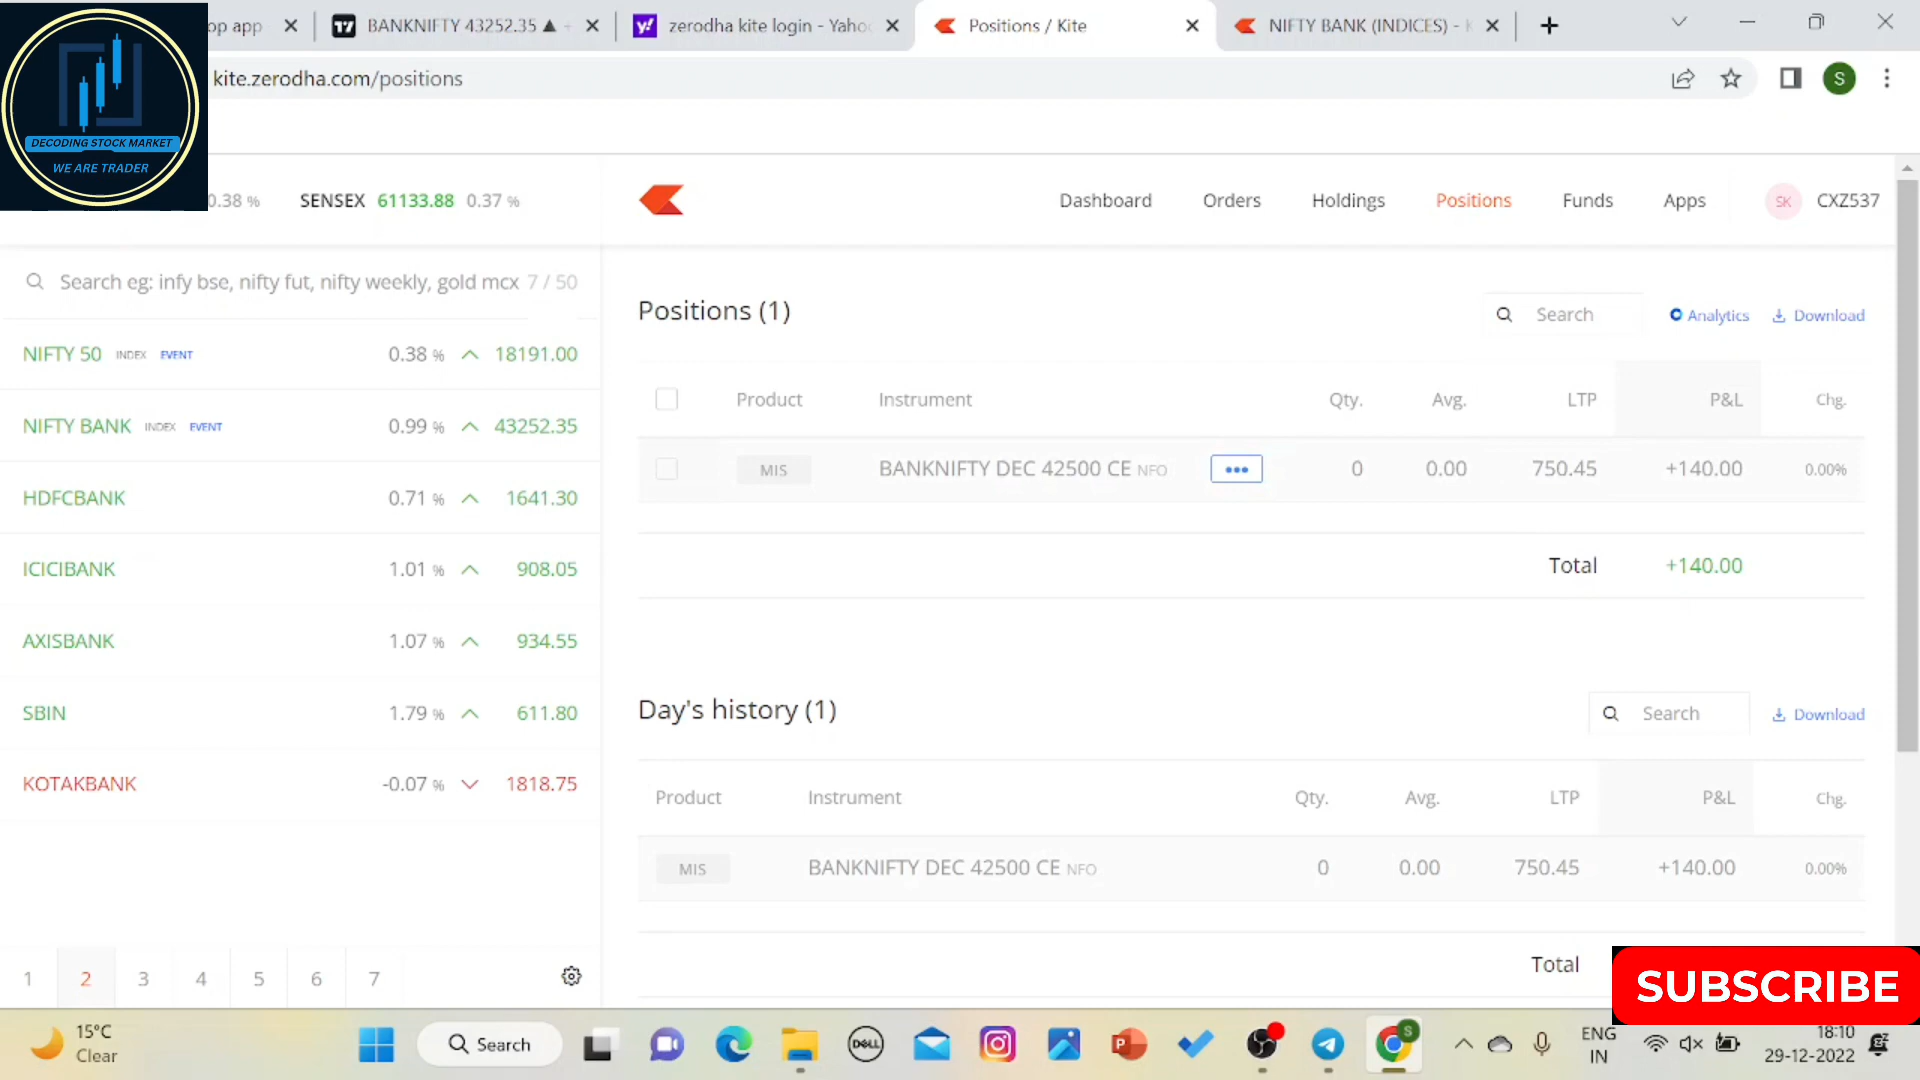 op app
BANKNIFTY 43252.35 ▲
zerodha kite login - Yaho
Positions / Kite
NIFTY BANK (INDICES) -
kite.zerodha.com/positions
S
DECODING STOCK MARKET
WE ARE TRADER
0.38 %
SENSEX 61133.88 0.37 %
Dashboard
Orders
Holdings
Positions
Funds
Apps
SK
CXZ537
Search eg: infy bse, nifty fut, nifty weekly, gold mcx 7 / 50
NIFTY 50 INDEX EVENT 0.38 % 18191.00
NIFTY BANK INDEX EVENT 0.99 % 43252.35
HDFCBANK 0.71 % 1641.30
ICICIBANK 1.01 % 908.05
AXISBANK 1.07 % 934.55
SBIN 1.79 % 611.80
KOTAKBANK -0.07 % 1818.75
1 2 3 4 5 6 7
Positions (1)
Search
Analytics
Download
Product Instrument Qty. Avg. LTP P&L Chg.
MIS BANKNIFTY DEC 42500 CE NFO ••• 0 0.00 750.45 +140.00 0.00%
Total +140.00
Day's history (1)
Search
Download
Product Instrument Qty. Avg. LTP P&L Chg.
MIS BANKNIFTY DEC 42500 CE NFO 0 0.00 750.45 +140.00 0.00%
Total
SUBSCRIBE
15°C
Clear
Search
DELL
S
ENG
IN
18:10
29-12-2022